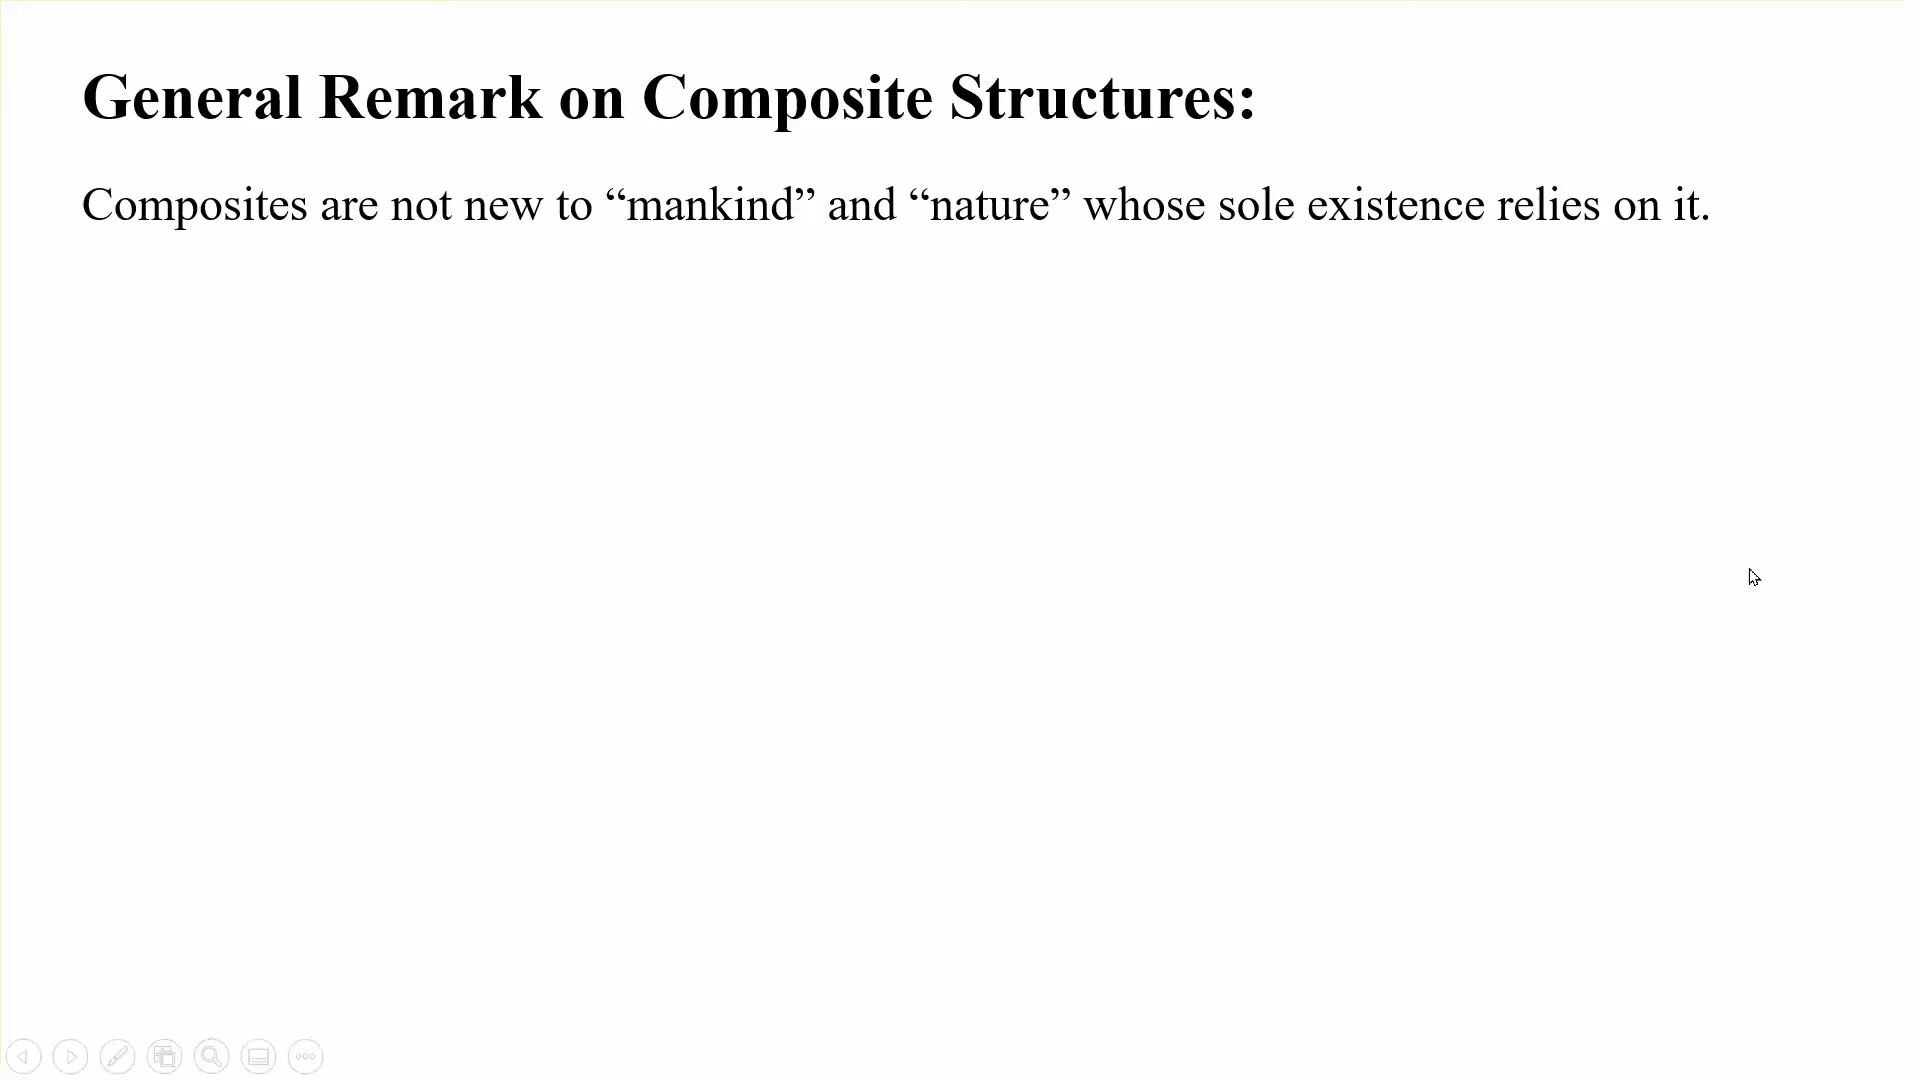 General Remark on Composite Structures:
Composites are not new to “mankind” and “nature” whose sole existence relies on it.